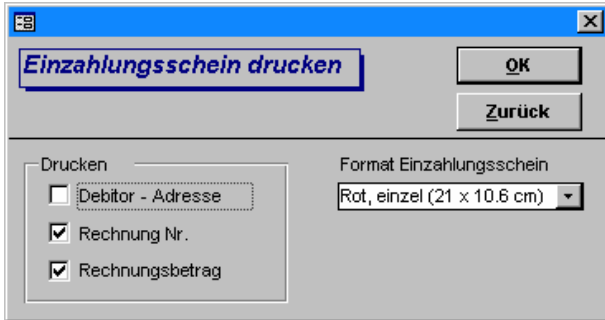 Einzahlungsschein drucken
OK
Zurück
Drucken
Debitor - Adresse
Rechnung Nr.
Rechnungsbetrag
Format Einzahlungsschein
Rot, einzel (21 x 10.6 cm)